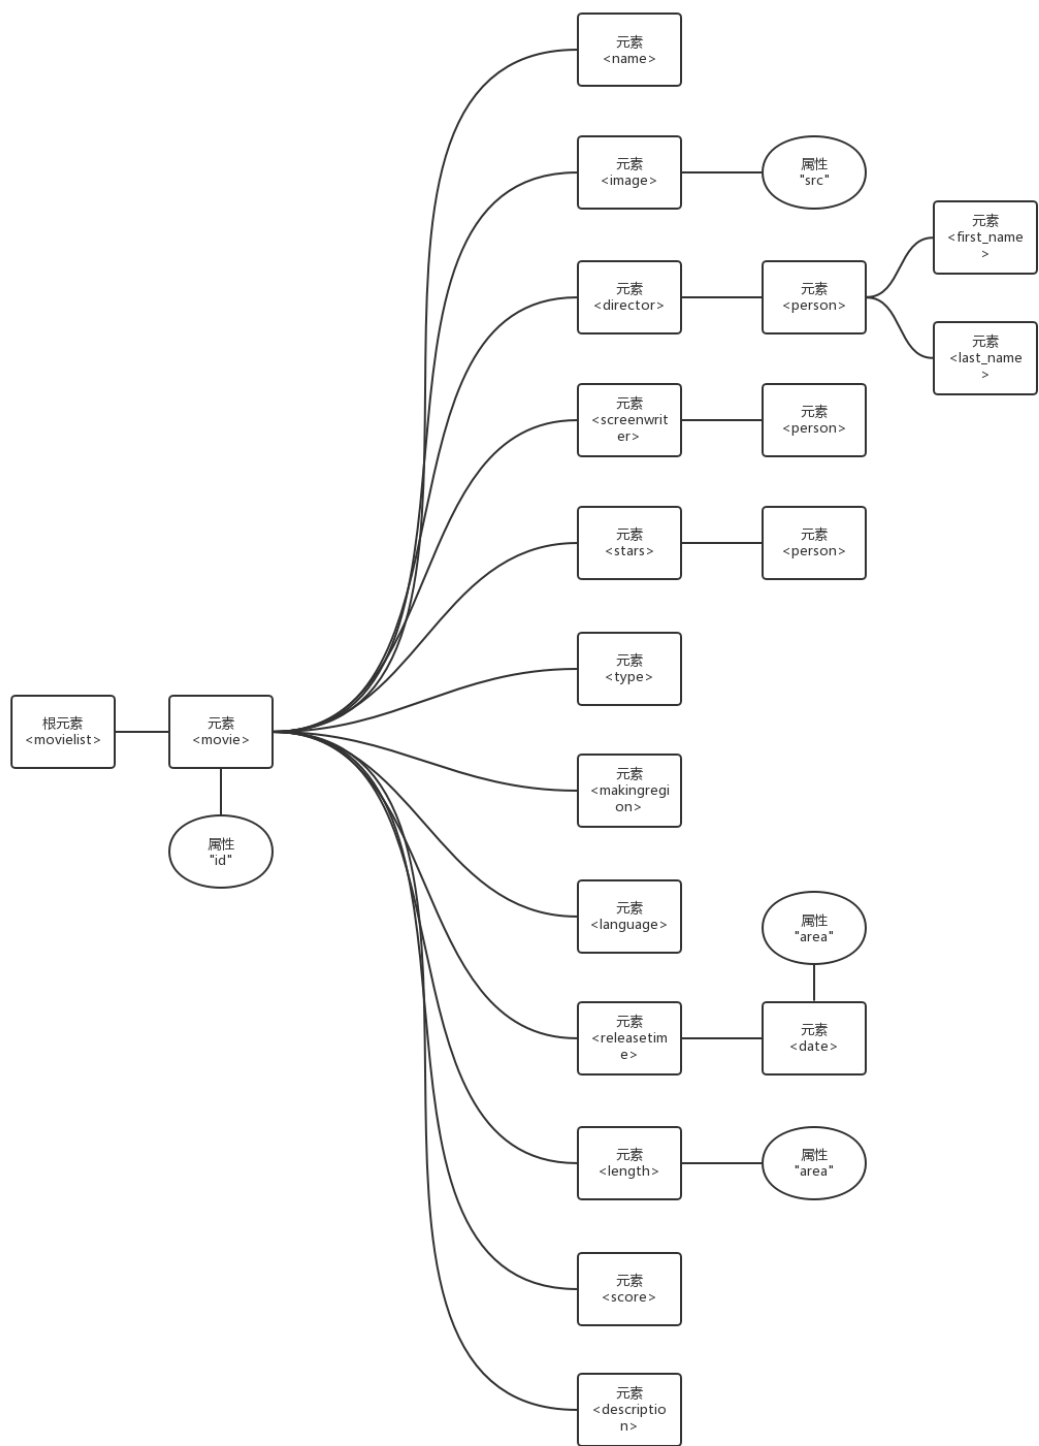 元素
<name>
元素
<image>
属性
"src"
元素
<director>
元素
<person>
元素
<first_name
>
元素
<last_name
>
元素
<screenwrit
er>
元素
<person>
元素
<stars>
元素
<person>
元素
<type>
根元素
<movielist>
元素
<movie>
属性
"id"
元素
<makingregi
on>
元素
<language>
元素
<releasetim
e>
属性
"area"
元素
<date>
元素
<length>
属性
"area"
元素
<score>
元素
<descriptio
n>